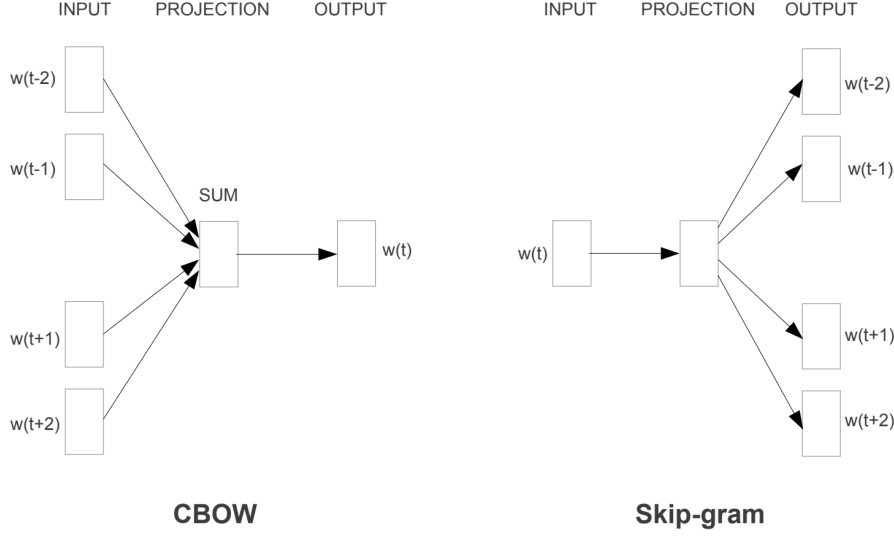 INPUT PROJECTION OUTPUT
w(t-2)
w(t-1)
SUM
w(t)
w(t+1)
w(t+2)
CBOW
INPUT PROJECTION OUTPUT
w(t-2)
w(t-1)
w(t)
w(t+1)
w(t+2)
Skip-gram